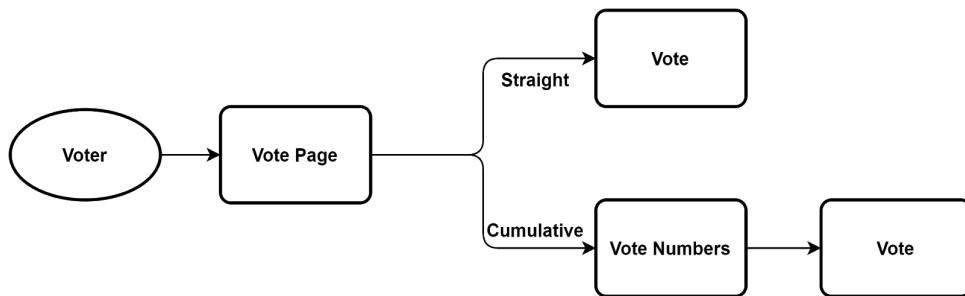 Vote
Straight
Voter
Vote Page
Cumulative
Vote Numbers
Vote